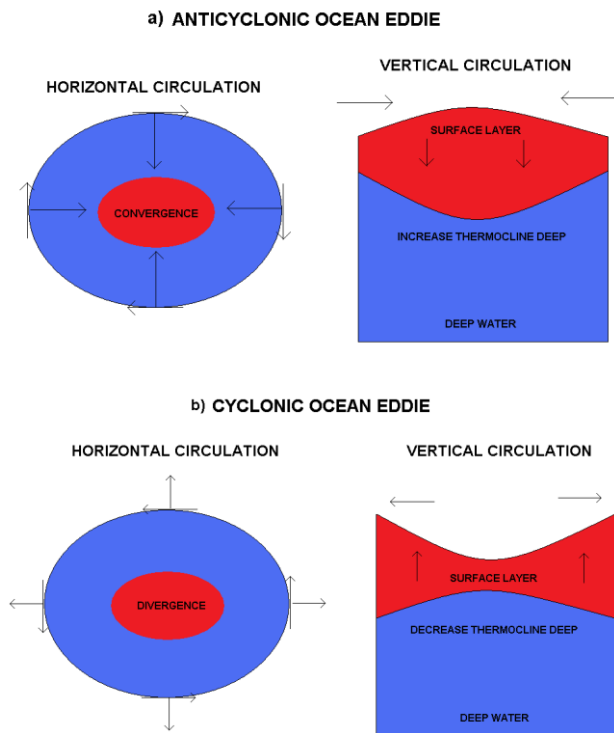 a) ANTICYCLONIC OCEAN EDDIE
HORIZONTAL CIRCULATION
VERTICAL CIRCULATION
CONVERGENCE
SURFACE LAYER
INCREASE THERMOCLINE DEEP
DEEP WATER
b) CYCLONIC OCEAN EDDIE
HORIZONTAL CIRCULATION
VERTICAL CIRCULATION
DIVERGENCE
SURFACE LAYER
DECREASE THERMOCLINE DEEP
DEEP WATER